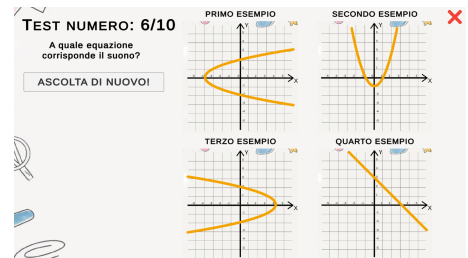 TEST NUMERO: 6/10
A quale equazione
corrisponde il suono?
ASCOLTA DI NUOVO!
PRIMO ESEMPIO
Y
X
SECONDO ESEMPIO
Y
X
TERZO ESEMPIO
Y
X
QUARTO ESEMPIO
Y
X